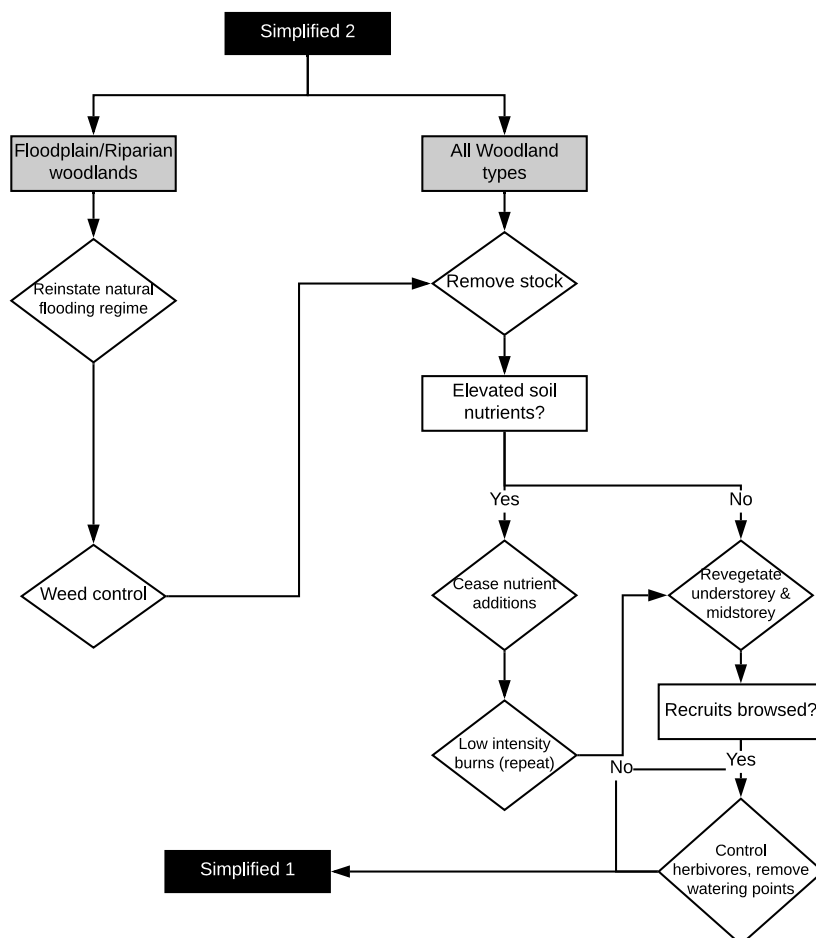 Simplified 2
Floodplain/Riparian
woodlands
All Woodland
types
Reinstate natural
flooding regime
Remove stock
Elevated soil
nutrients?
Yes
No
Weed control
Cease nutrient
additions
Revegetate
understorey &
midstorey
Recruits browsed?
Low intensity
burns (repeat)
No
Yes
Control
herbivores, remove
watering points
Simplified 1